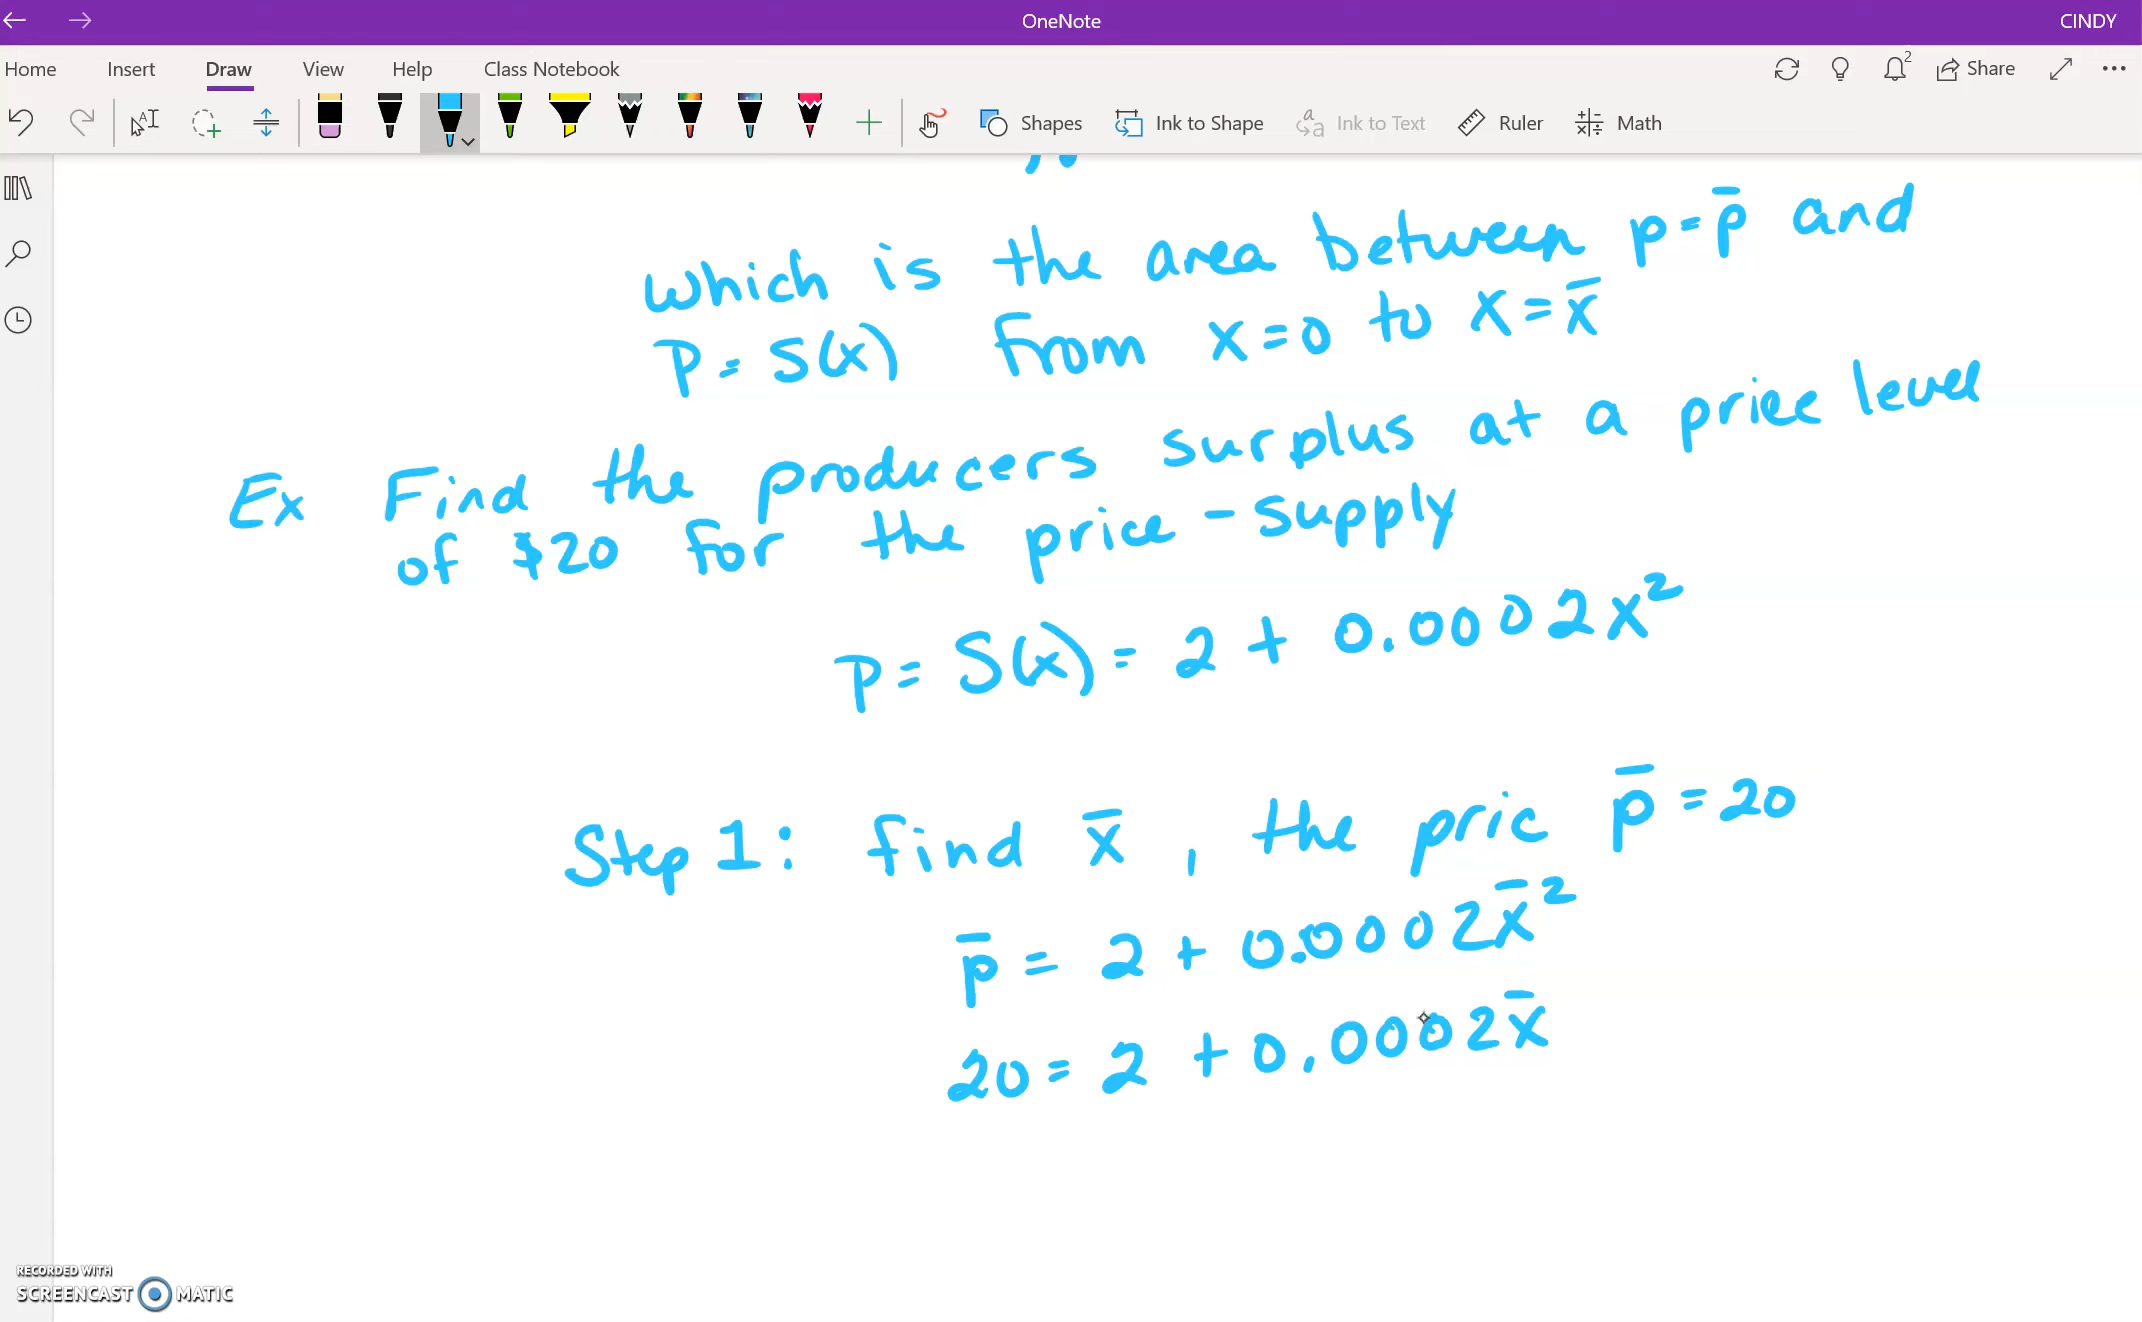 OneNote
CINDY
Home Insert Draw View Help Class Notebook
2
Share
Shapes Ink to Shape Ink to Text Ruler Math
which is the area between p=p̄ and
P = S(x) from x=0 to x=x̄
Ex Find the producers surplus at a price level
of $20 for the price-supply
P = S(x) = 2 + 0.0002x²
Step 1: find x̄, the pric p̄ = 20
p̄ = 2 + 0.0002x̄²
20 = 2 + 0.0002x̄
RECORDED WITH
SCREENCAST MATIC